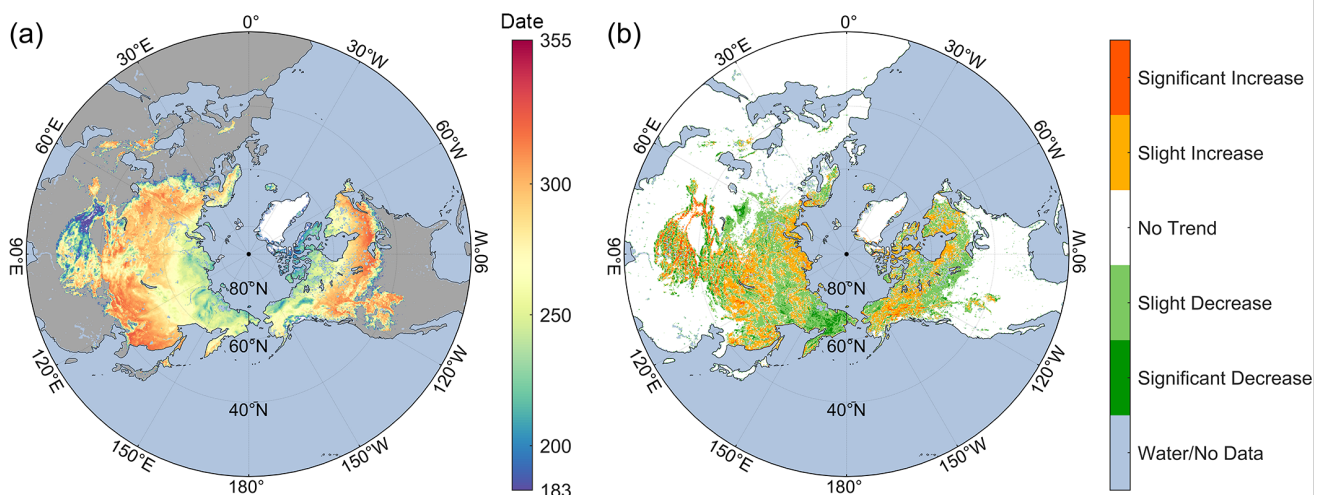 (a)
0°
30°W
60°W
90°W
120°W
150°W
180°
150°E
120°E
90°E
60°E
30°E
80°N
60°N
40°N
Date
355
300
250
200
183
(b)
0°
30°W
60°W
90°W
120°W
150°W
180°
150°E
120°E
90°E
60°E
30°E
80°N
60°N
40°N
Significant Increase
Slight Increase
No Trend
Slight Decrease
Significant Decrease
Water/No Data